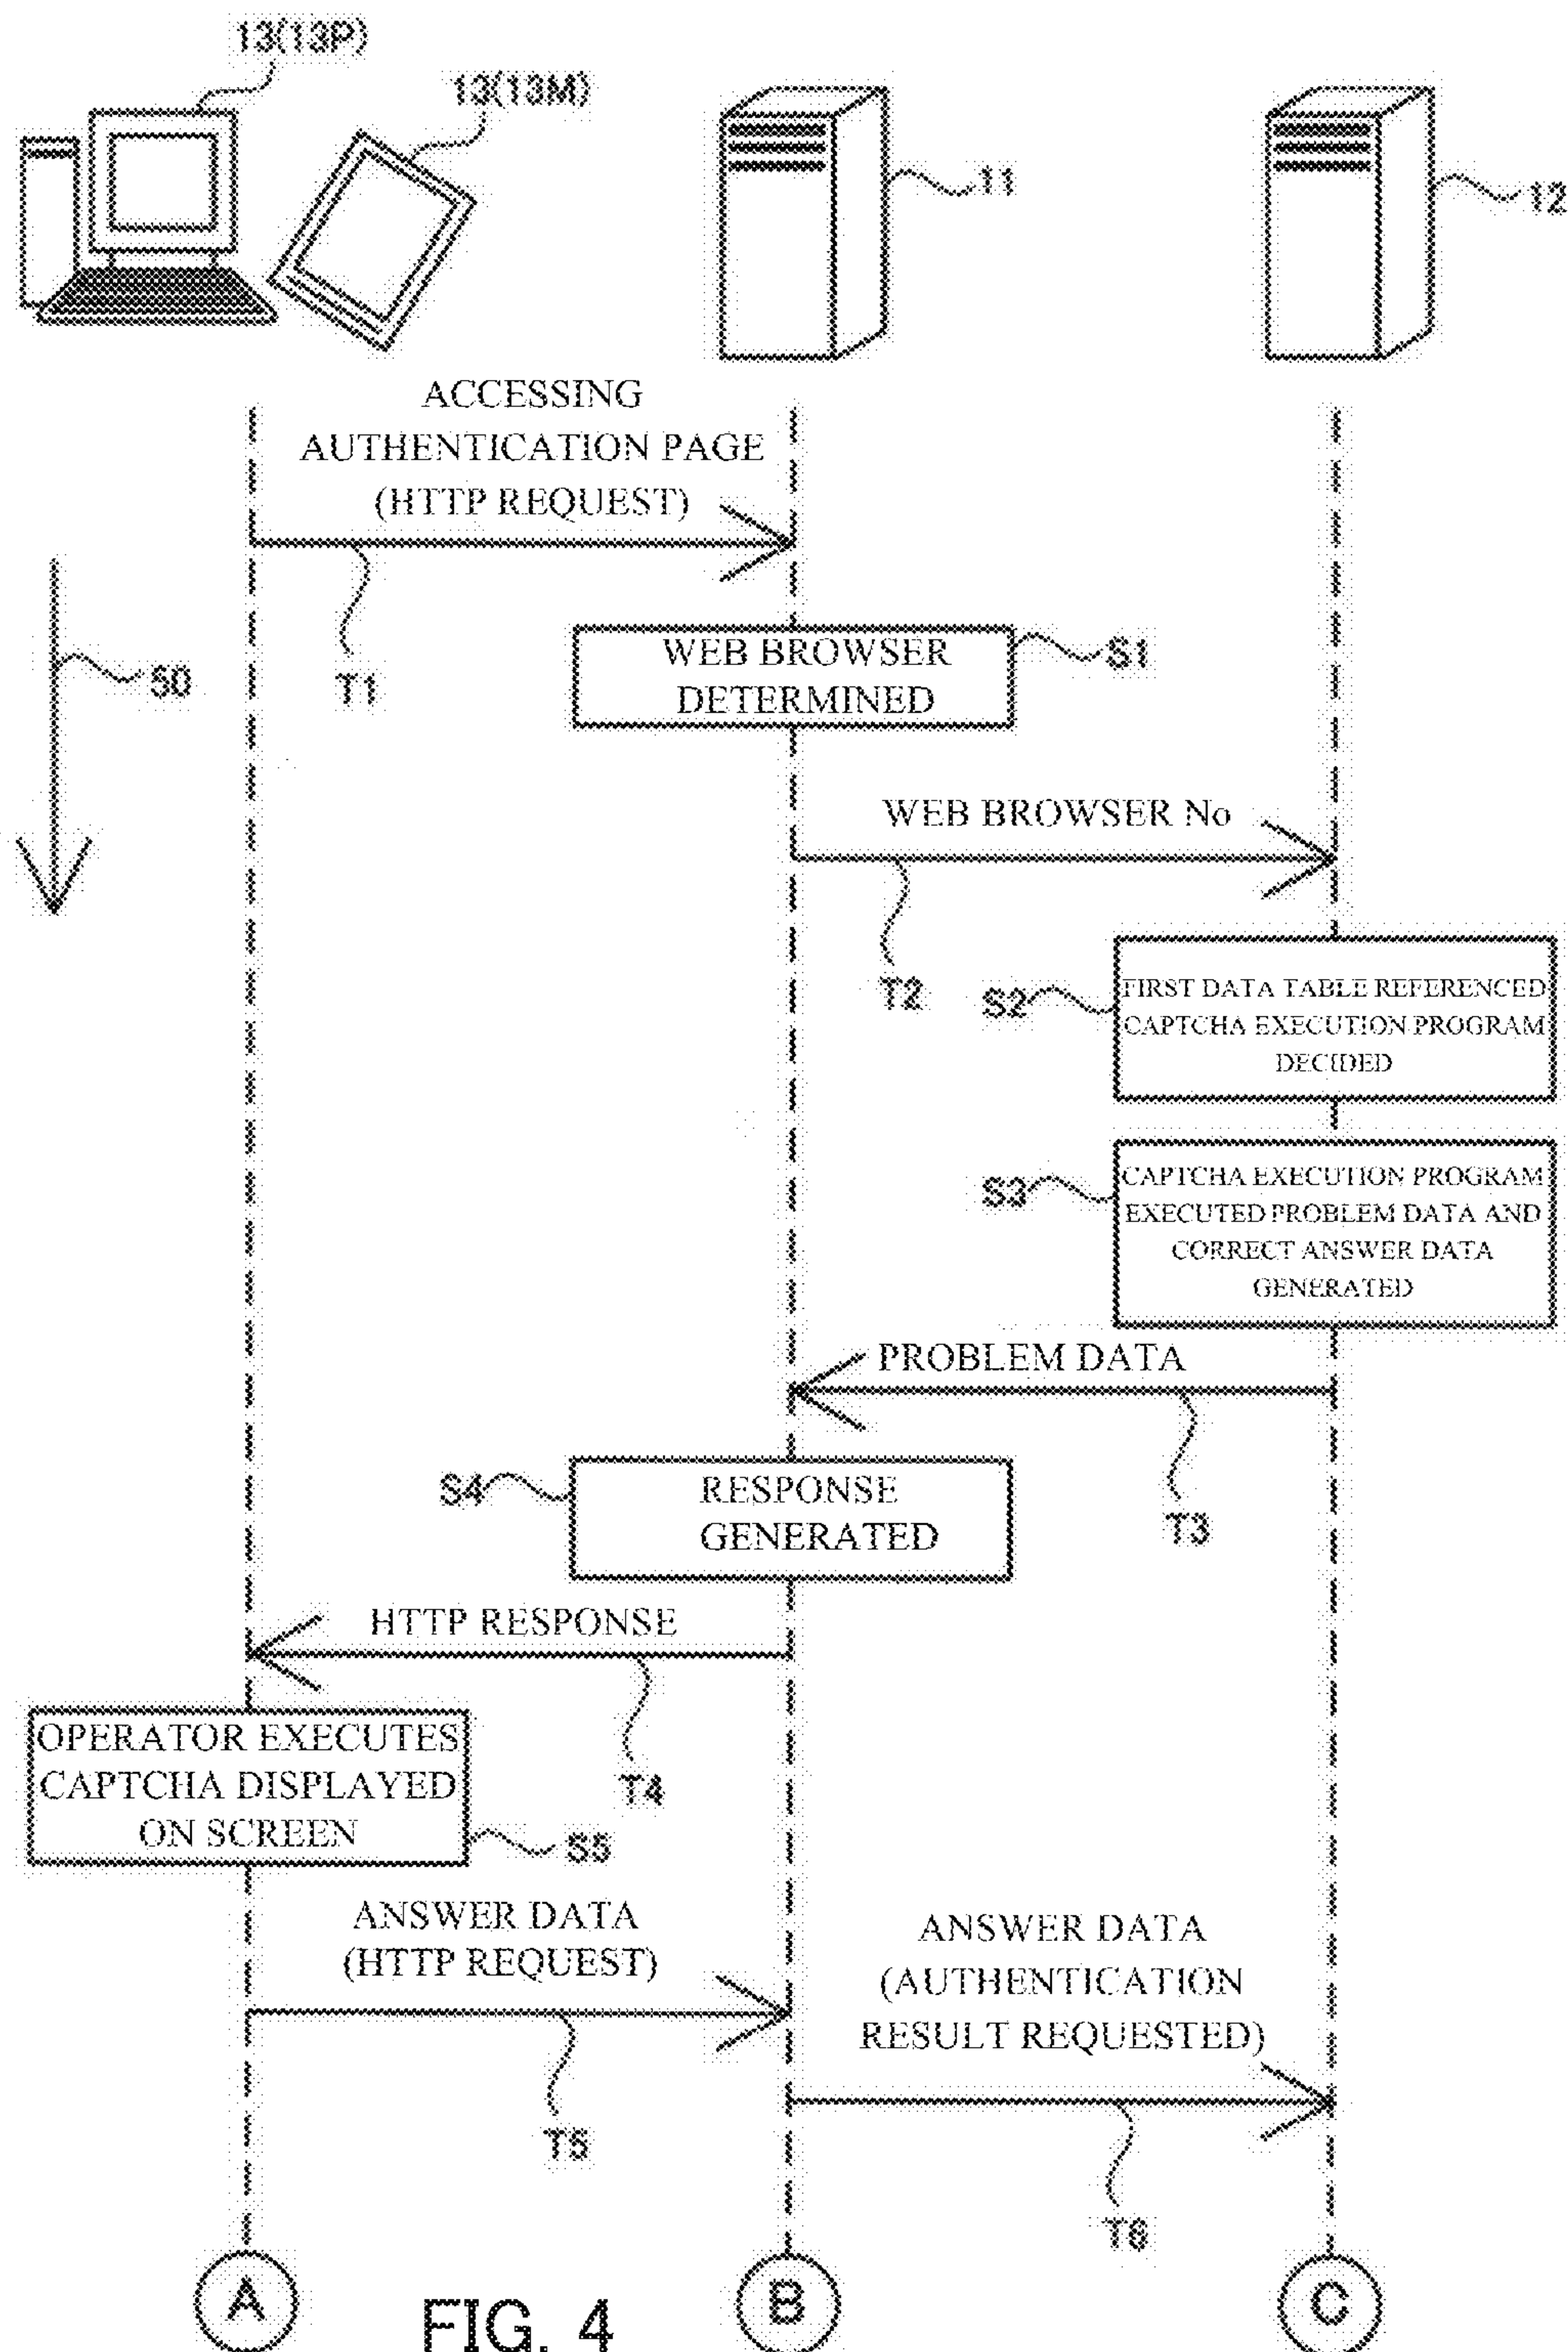 13(13P)
13(13M)
11
12
ACCESSING
AUTHENTICATION PAGE
(HTTP REQUEST)
T1
50
WEB BROWSER
DETERMINED
S1
WEB BROWSER No
T2
S2
FIRST DATA TABLE REFERENCED
CAPTCHA EXECUTION PROGRAM
DECIDED
S3
CAPTCHA EXECUTION PROGRAM
EXECUTED PROBLEM DATA AND
CORRECT ANSWER DATA
GENERATED
PROBLEM DATA
T3
S4
RESPONSE
GENERATED
HTTP RESPONSE
T4
OPERATOR EXECUTES
CAPTCHA DISPLAYED
ON SCREEN
S5
ANSWER DATA
(HTTP REQUEST)
T5
ANSWER DATA
(AUTHENTICATION
RESULT REQUESTED)
T6
A
B
C
FIG. 4